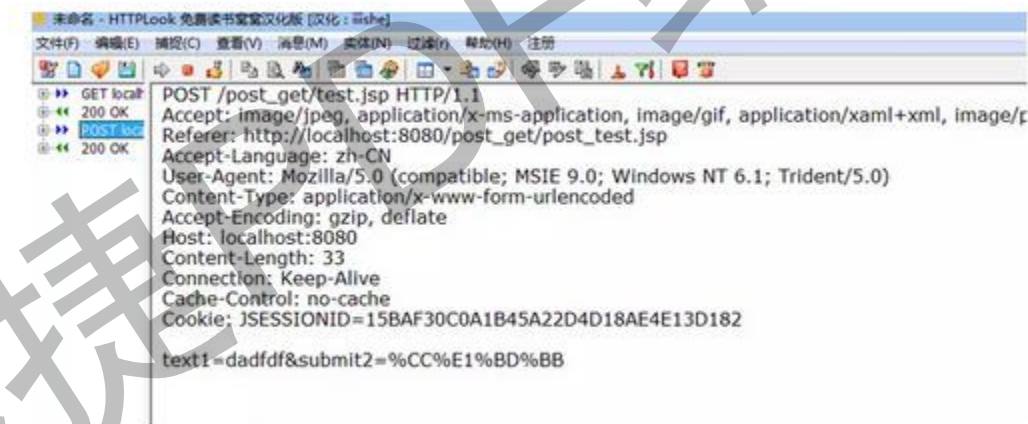 未命名 - HTTPLook 免费读书窝窝汉化版 [汉化：iiishe]
文件(F) 编辑(E) 捕捉(C) 查看(V) 消息(M) 实体(N) 过滤(r) 帮助(H) 注册
GET localh
200 OK
POST loca
200 OK
POST /post_get/test.jsp HTTP/1.1
Accept: image/jpeg, application/x-ms-application, image/gif, application/xaml+xml, image/p
Referer: http://localhost:8080/post_get/post_test.jsp
Accept-Language: zh-CN
User-Agent: Mozilla/5.0 (compatible; MSIE 9.0; Windows NT 6.1; Trident/5.0)
Content-Type: application/x-www-form-urlencoded
Accept-Encoding: gzip, deflate
Host: localhost:8080
Content-Length: 33
Connection: Keep-Alive
Cache-Control: no-cache
Cookie: JSESSIONID=15BAF30C0A1B45A22D4D18AE4E13D182
text1=dadfdf&submit2=%CC%E1%BD%BB
捷PDF